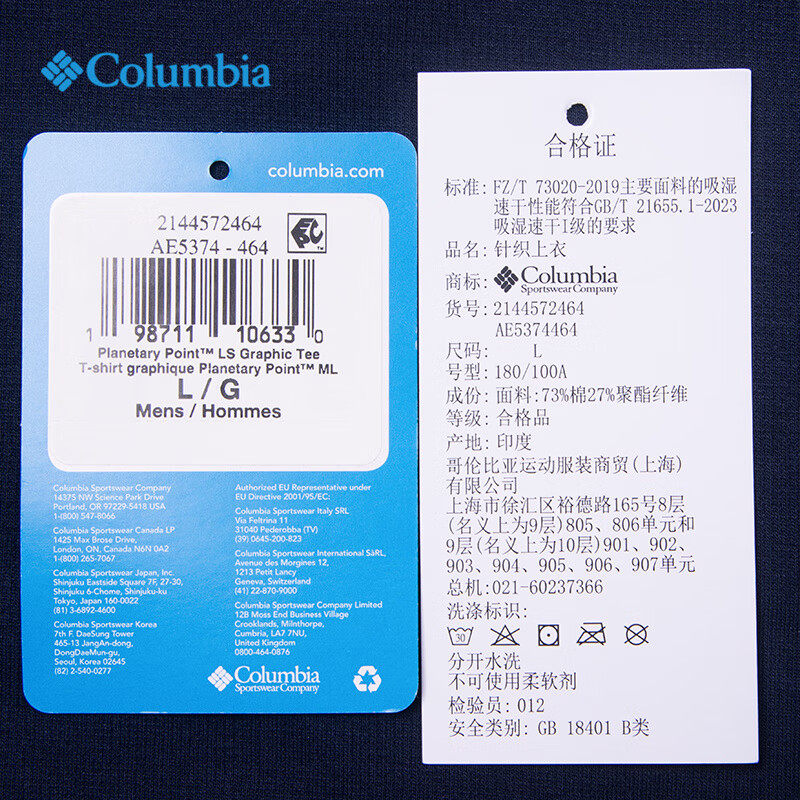 Columbia
columbia.com
2144572464
AE5374 - 464
EPC
1 98711 10633 0
Planetary Point™ LS Graphic Tee
T-shirt graphique Planetary Point™ ML
L / G
Mens / Hommes
Columbia Sportswear Company
14375 NW Science Park Drive
Portland, OR 97229-5418 USA
1(800) 547-8066
Columbia Sportswear Canada LP
1425 Max Brose Drive,
London, ON, Canada N6N 0A2
1(800) 265-7067
Columbia Sportswear Japan, Inc.
Shinjuku Eastside Square 7F, 27-30,
Shinjuku 6-Chome, Shinjuku-ku
Tokyo, Japan 160-0022
(81) 3-6892-4600
Columbia Sportswear Korea
7th F. DaeSung Tower
465-13 JangAn-dong,
DongDaeMun-gu,
Seoul, Korea 02645
(82) 2-540-0277
Authorized EU Representative under
EU Directive 2001/95/EC:
Columbia Sportswear Italy SRL
Via Feltrina 11
31040 Pederobba (TV)
(39) 0645-200-823
Columbia Sportswear International SàRL,
Avenue des Morgines 12,
1213 Petit Lancy
Geneva, Switzerland
(41) 22-870-9000
Columbia Sportswear Company Limited
12B Moss End Business Village
Crooklands, Milnthorpe,
Cumbria, LA7 7NU,
United Kingdom
0800-464-0876
Columbia
Sportswear Company
合格证
标准: FZ/T 73020-2019主要面料的吸湿
速干性能符合GB/T 21655.1-2023
吸湿速干I级的要求
品名: 针织上衣
商标: Columbia
Sportswear Company
货号: 2144572464
AE5374464
尺码: L
号型: 180/100A
成份: 面料:73%棉27%聚酯纤维
等级: 合格品
产地: 印度
哥伦比亚运动服装商贸(上海)
有限公司
上海市徐汇区裕德路165号8层
(名义上为9层)805、806单元和
9层(名义上为10层)901、902、
903、904、905、906、907单元
总机:021-60237366
洗涤标识:
30
分开水洗
不可使用柔软剂
检验员: 012
安全类别: GB 18401 B类